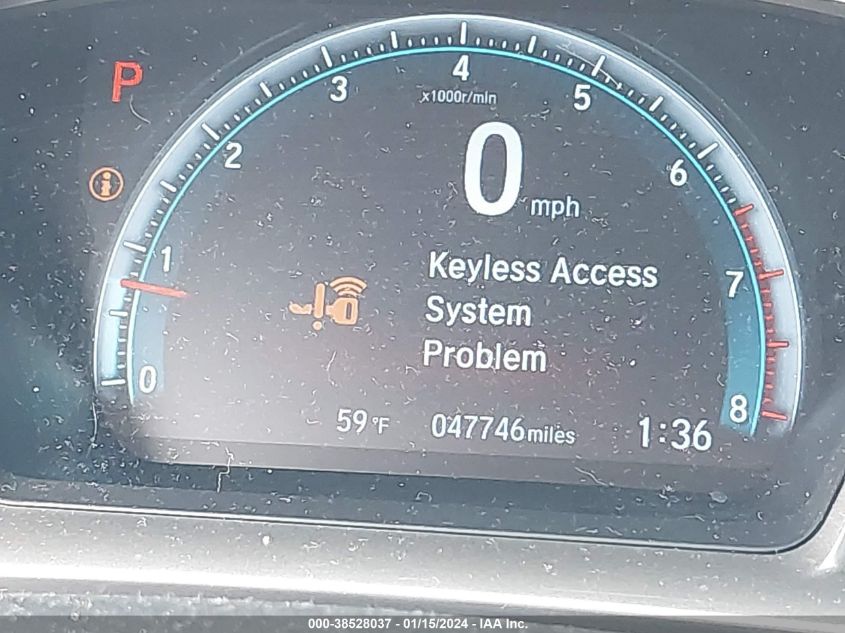 P
4
3
5
x1000r/min
2
0
6
mph
1
Keyless Access
7
System
Problem
0
8
59°F
047746miles
1:36
000-38528037 - 01/15/2024 - IAA Inc.